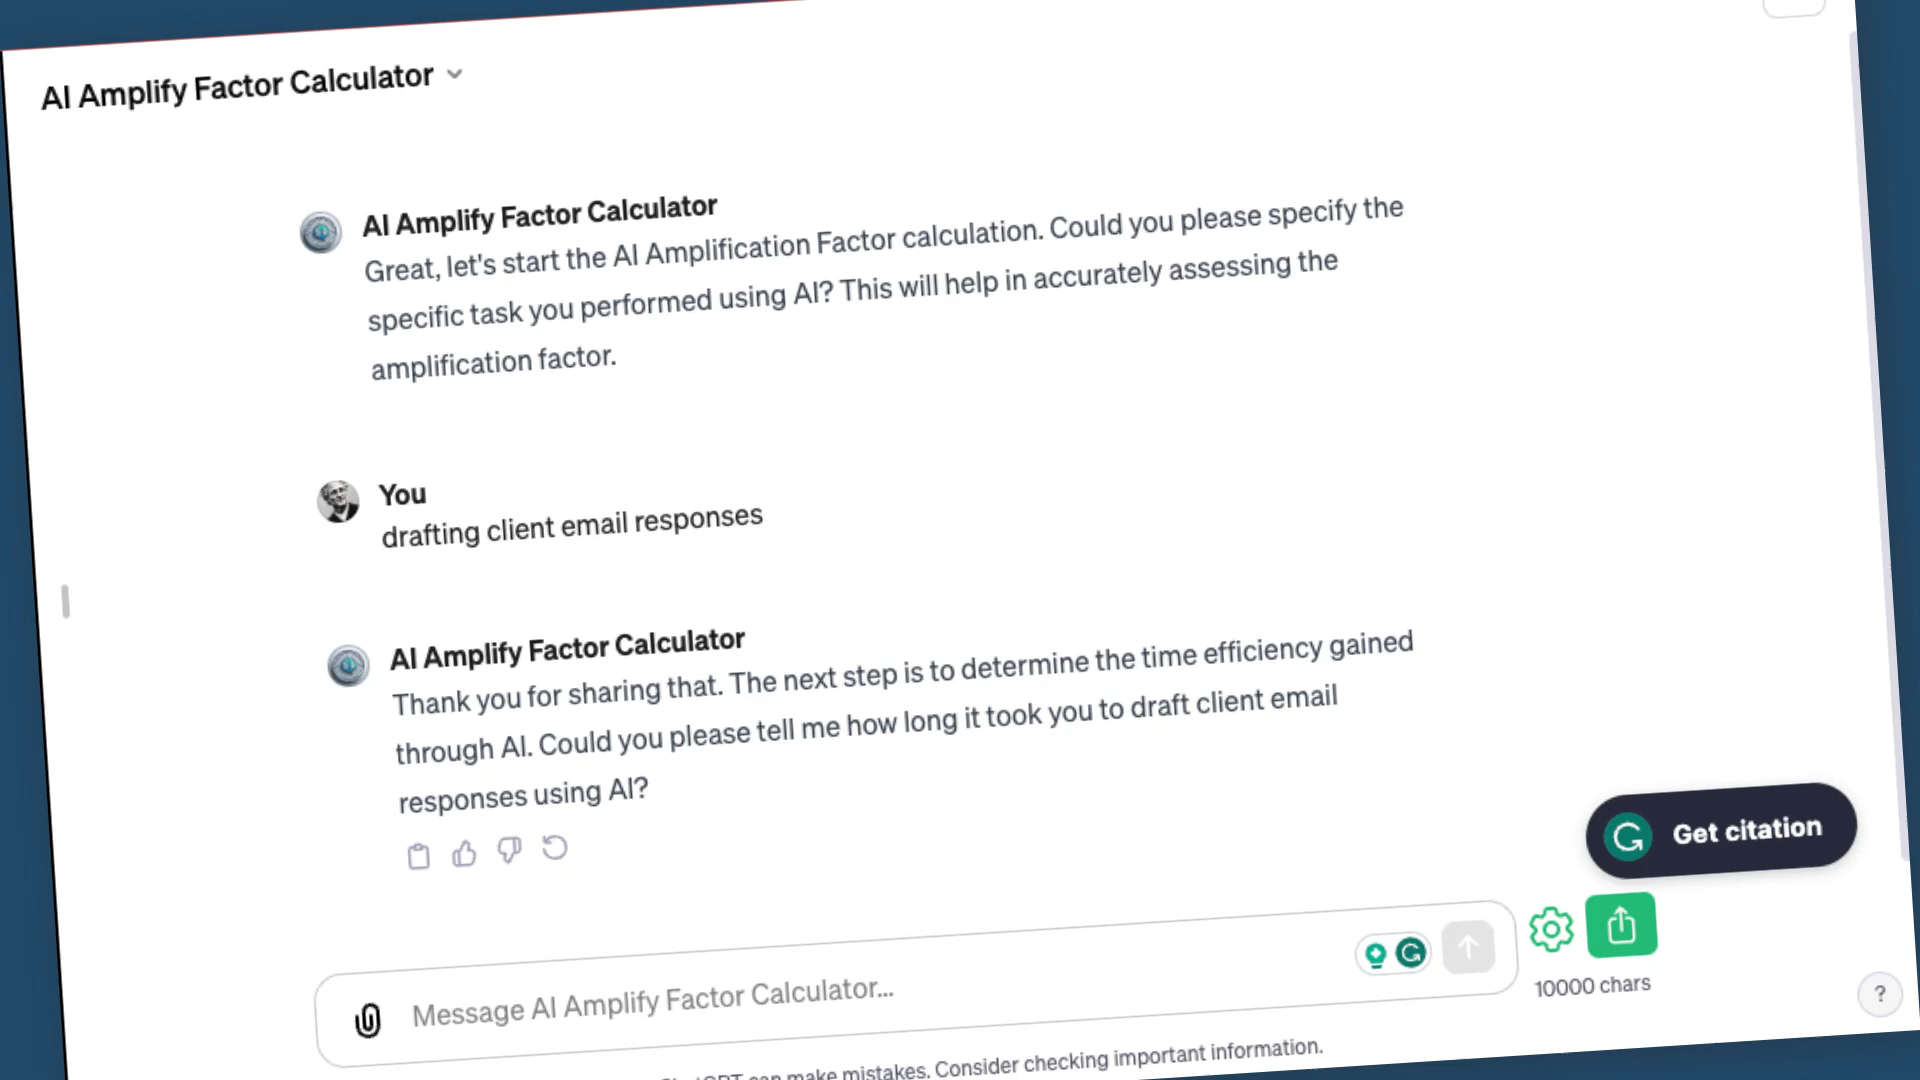 AI Amplify Factor Calculator
AI Amplify Factor Calculator
Great, let's start the AI Amplification Factor calculation. Could you please specify the
specific task you performed using AI? This will help in accurately assessing the
amplification factor.
You
drafting client email responses
AI Amplify Factor Calculator
Thank you for sharing that. The next step is to determine the time efficiency gained
through AI. Could you please tell me how long it took you to draft client email
responses using AI?
Get citation
Message AI Amplify Factor Calculator...
10000 chars
?
ChatGPT can make mistakes. Consider checking important information.